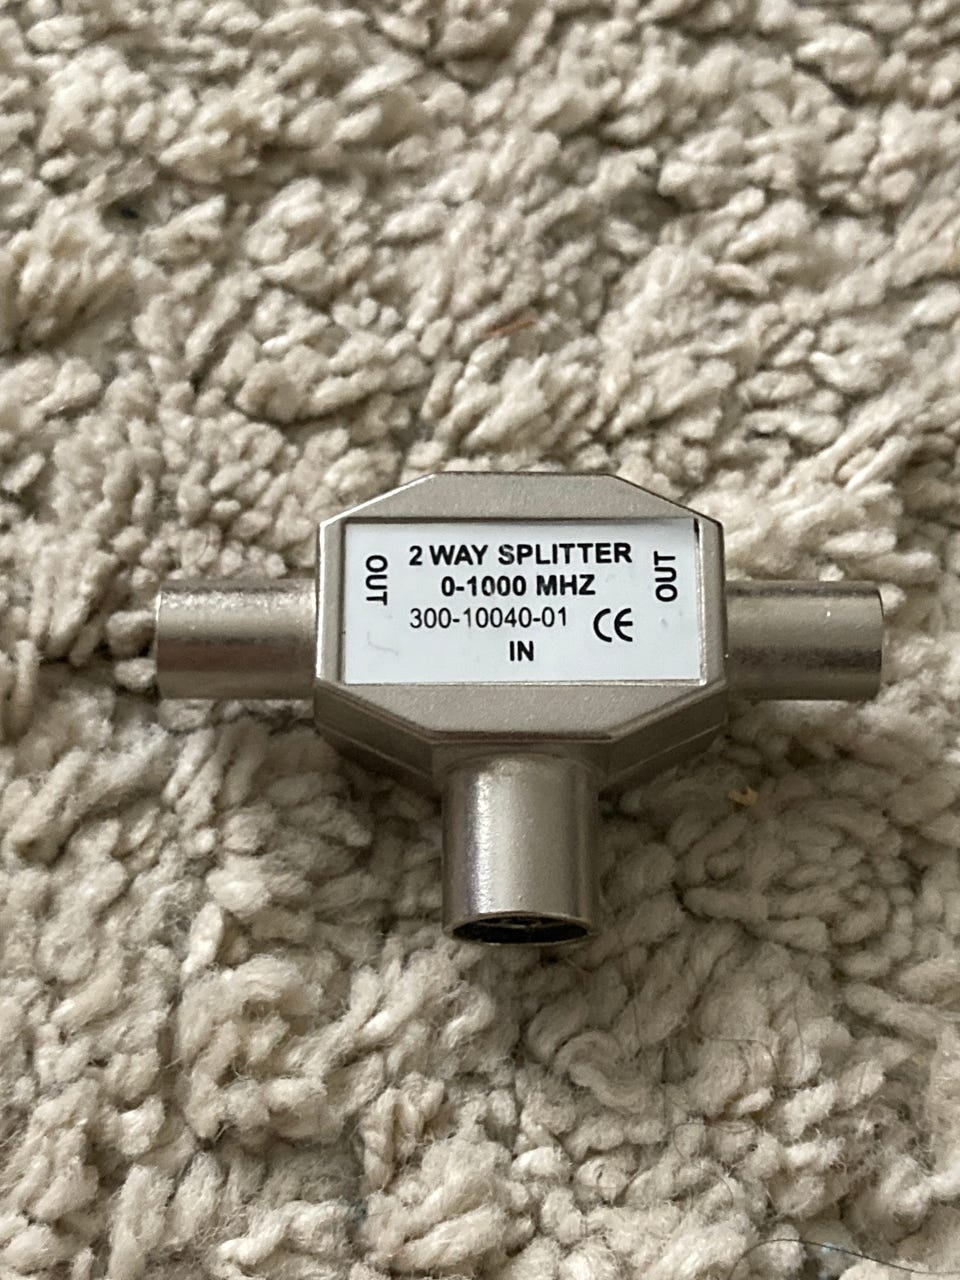 2 WAY SPLITTER
0-1000 MHZ
300-10040-01 CE
IN
OUT
OUT